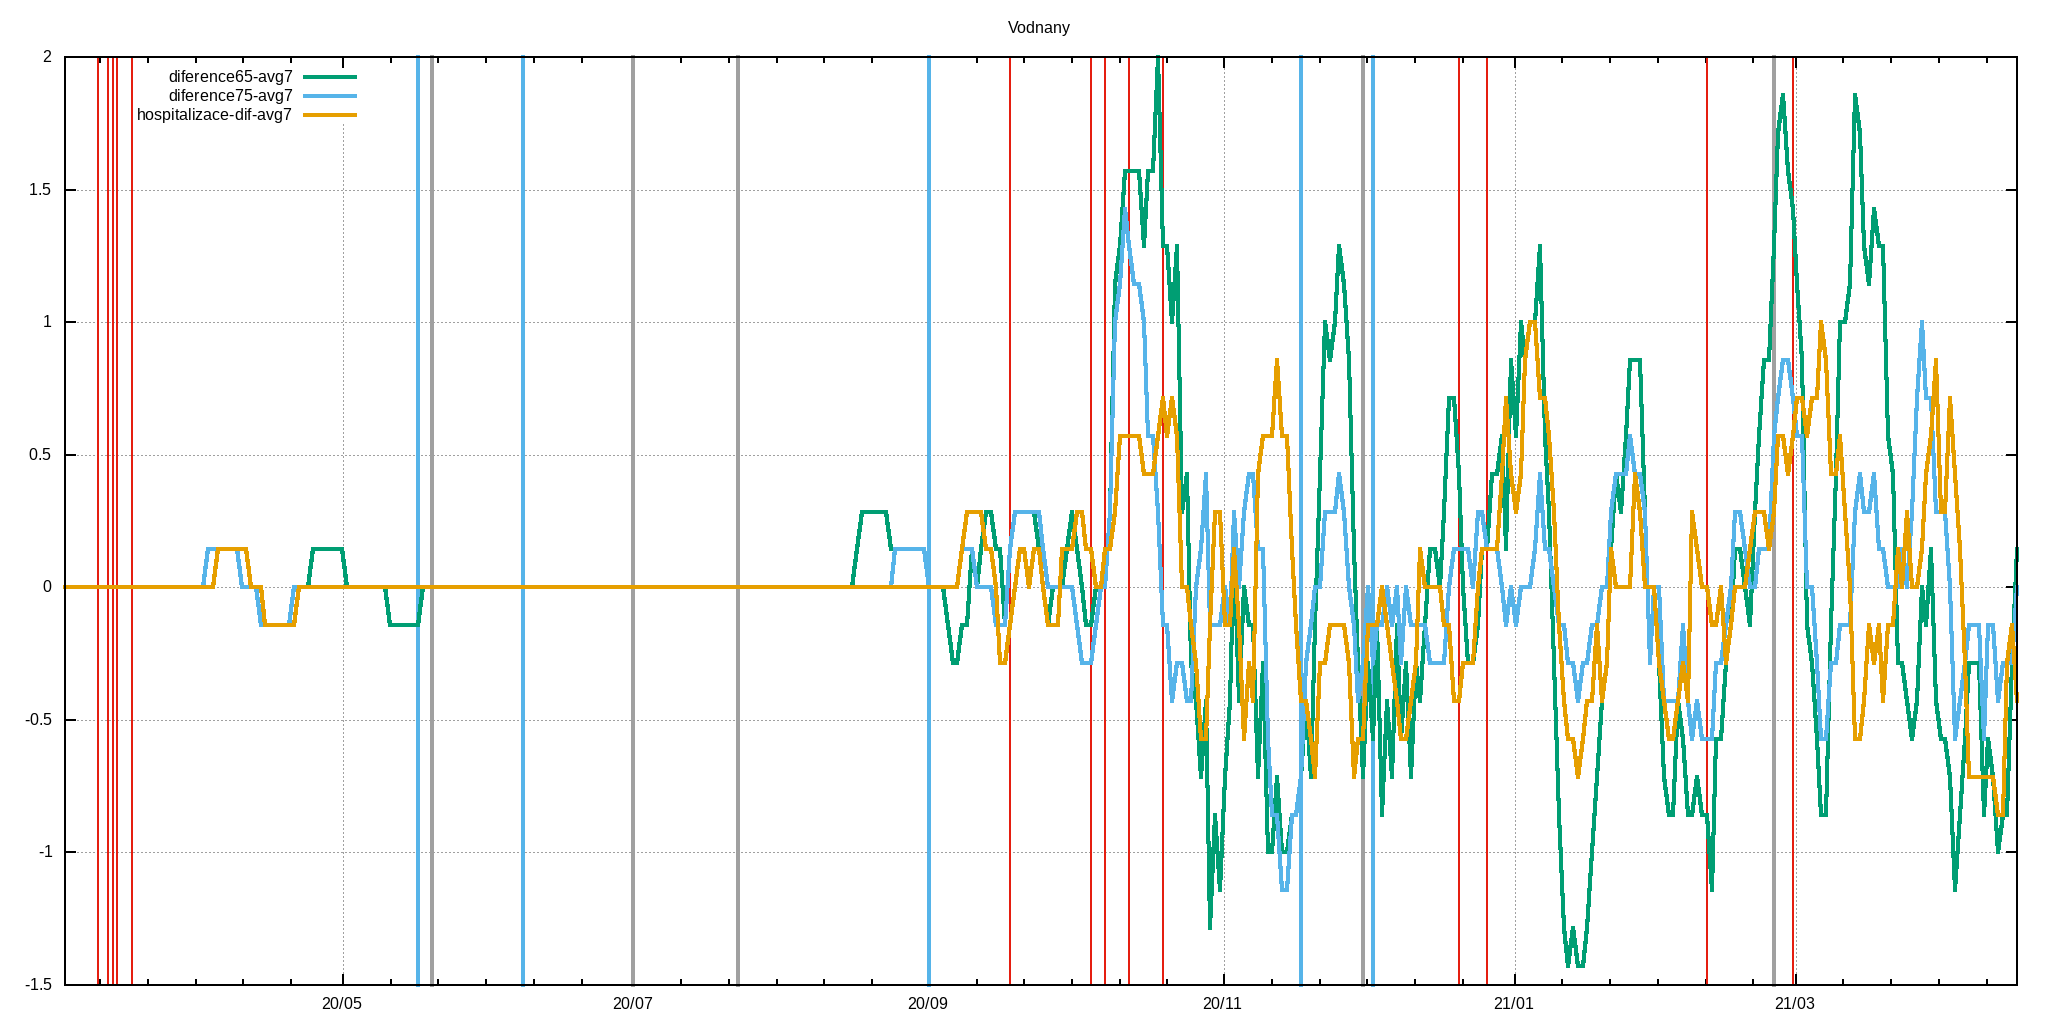 Vodnany
diference65-avg7
diference75-avg7
hospitalizace-dif-avg7
2
1.5
1
0.5
0
-0.5
-1
-1.5
20/05 20/07 20/09 20/11 21/01 21/03